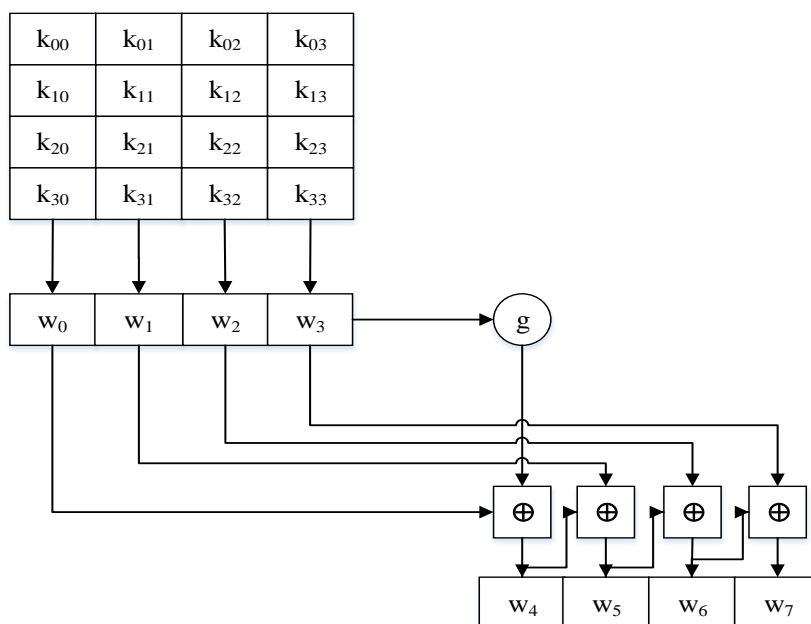 k₀₀ k₀₁ k₀₂ k₀₃
k₁₀ k₁₁ k₁₂ k₁₃
k₂₀ k₂₁ k₂₂ k₂₃
k₃₀ k₃₁ k₃₂ k₃₃
w₀ w₁ w₂ w₃ g
⊕ ⊕ ⊕ ⊕
w₄ w₅ w₆ w₇